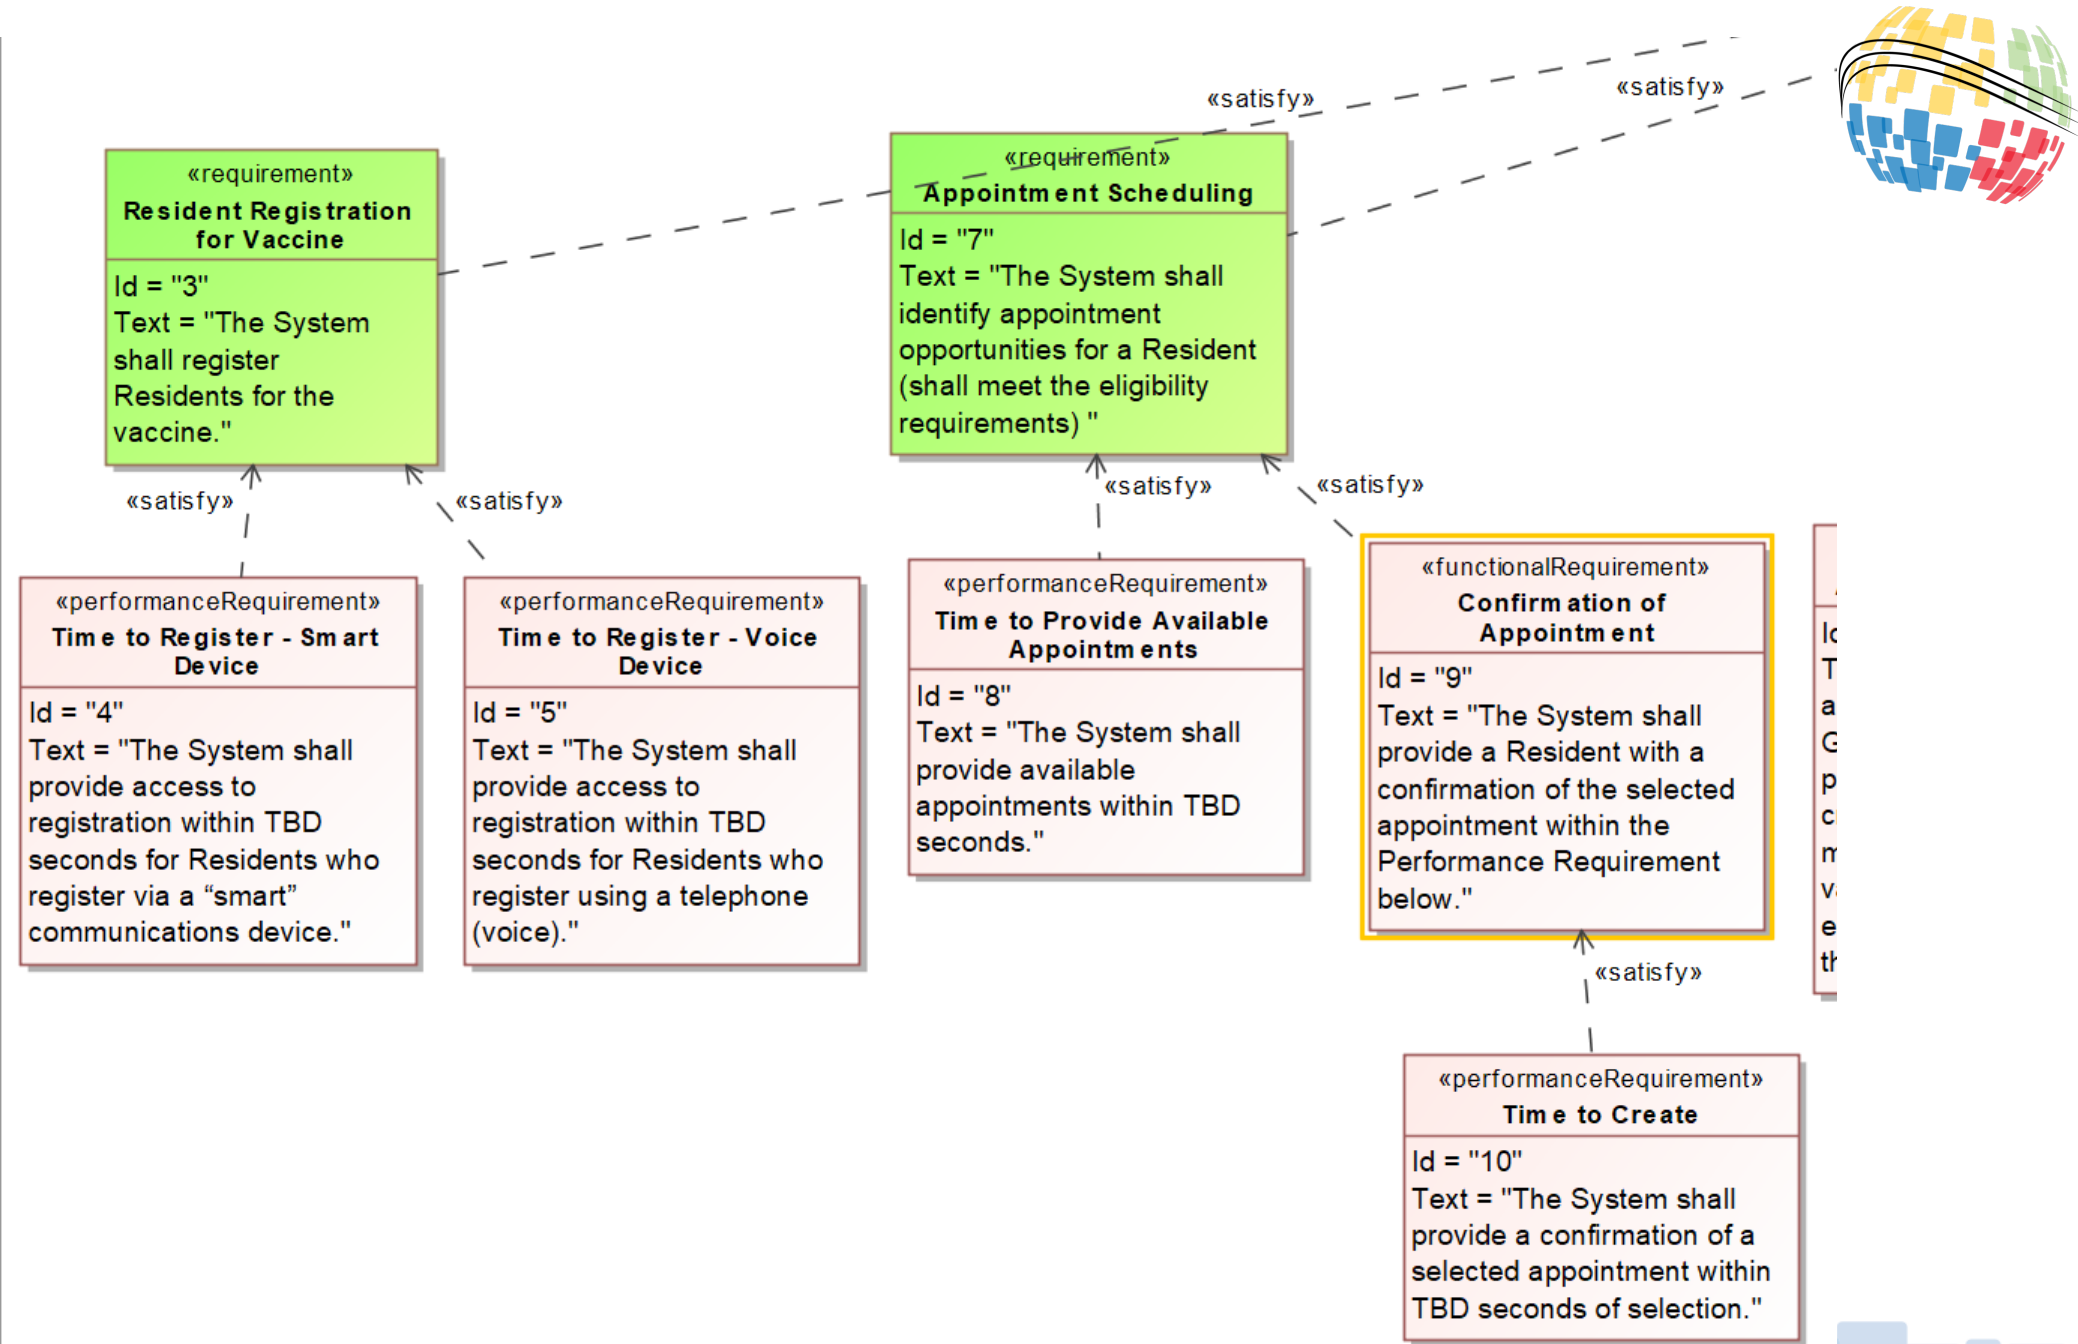 «satisfy»
«satisfy»
«requirement»
Resident Registration
for Vaccine
Id = "3"
Text = "The System
shall register
Residents for the
vaccine."
«requirement»
Appointment Scheduling
Id = "7"
Text = "The System shall
identify appointment
opportunities for a Resident
(shall meet the eligibility
requirements) "
«satisfy»
«satisfy»
«satisfy»
«satisfy»
«performanceRequirement»
Time to Register - Smart
Device
Id = "4"
Text = "The System shall
provide access to
registration within TBD
seconds for Residents who
register via a “smart”
communications device."
«performanceRequirement»
Time to Register - Voice
Device
Id = "5"
Text = "The System shall
provide access to
registration within TBD
seconds for Residents who
register using a telephone
(voice)."
«performanceRequirement»
Time to Provide Available
Appointments
Id = "8"
Text = "The System shall
provide available
appointments within TBD
seconds."
«functionalRequirement»
Confirmation of
Appointment
Id = "9"
Text = "The System shall
provide a Resident with a
confirmation of the selected
appointment within the
Performance Requirement
below."
«satisfy»
«performanceRequirement»
Time to Create
Id = "10"
Text = "The System shall
provide a confirmation of a
selected appointment within
TBD seconds of selection."